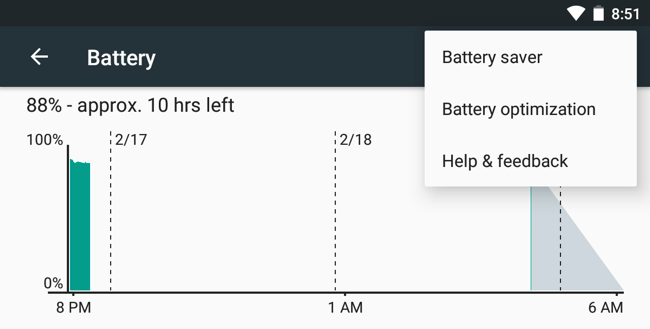 8:51
Battery
Battery saver
Battery optimization
Help & feedback
88% - approx. 10 hrs left
100%
2/17
2/18
0%
8 PM
1 AM
6 AM